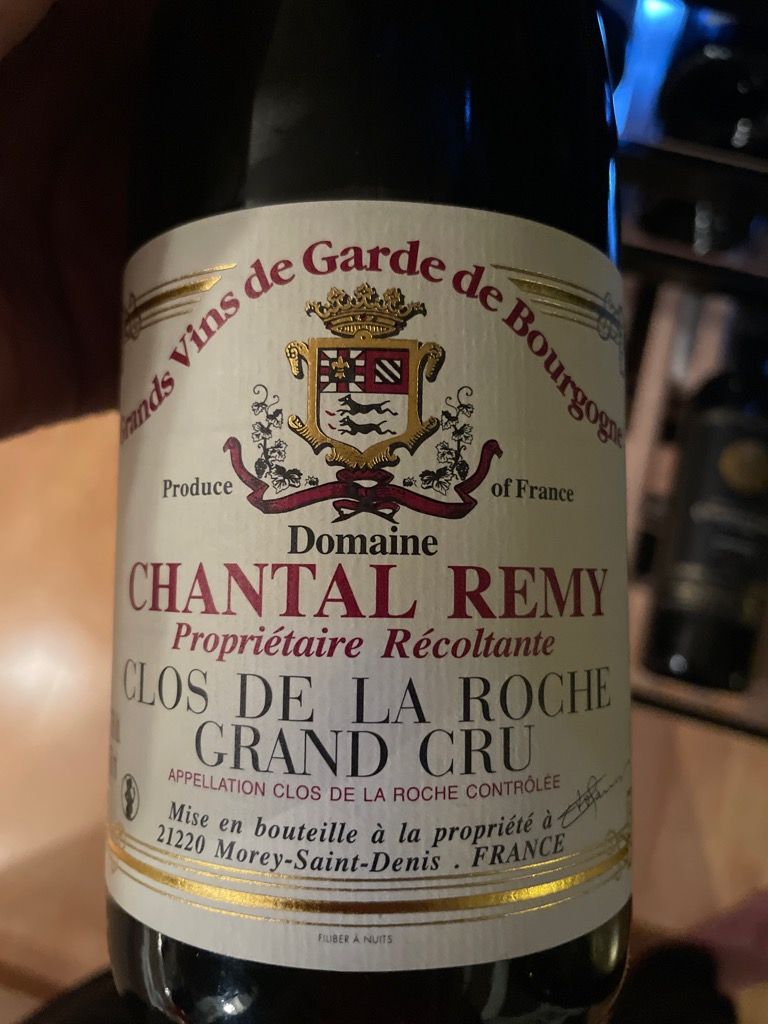 Grands Vins de Garde de Bourgogne
Produce of France
Domaine
CHANTAL REMY
Propriétaire Récoltante
CLOS DE LA ROCHE
GRAND CRU
APPELLATION CLOS DE LA ROCHE CONTRÔLÉE
Mise en bouteille à la propriété à
21220 Morey-Saint-Denis . FRANCE
FILIBER À NUITS